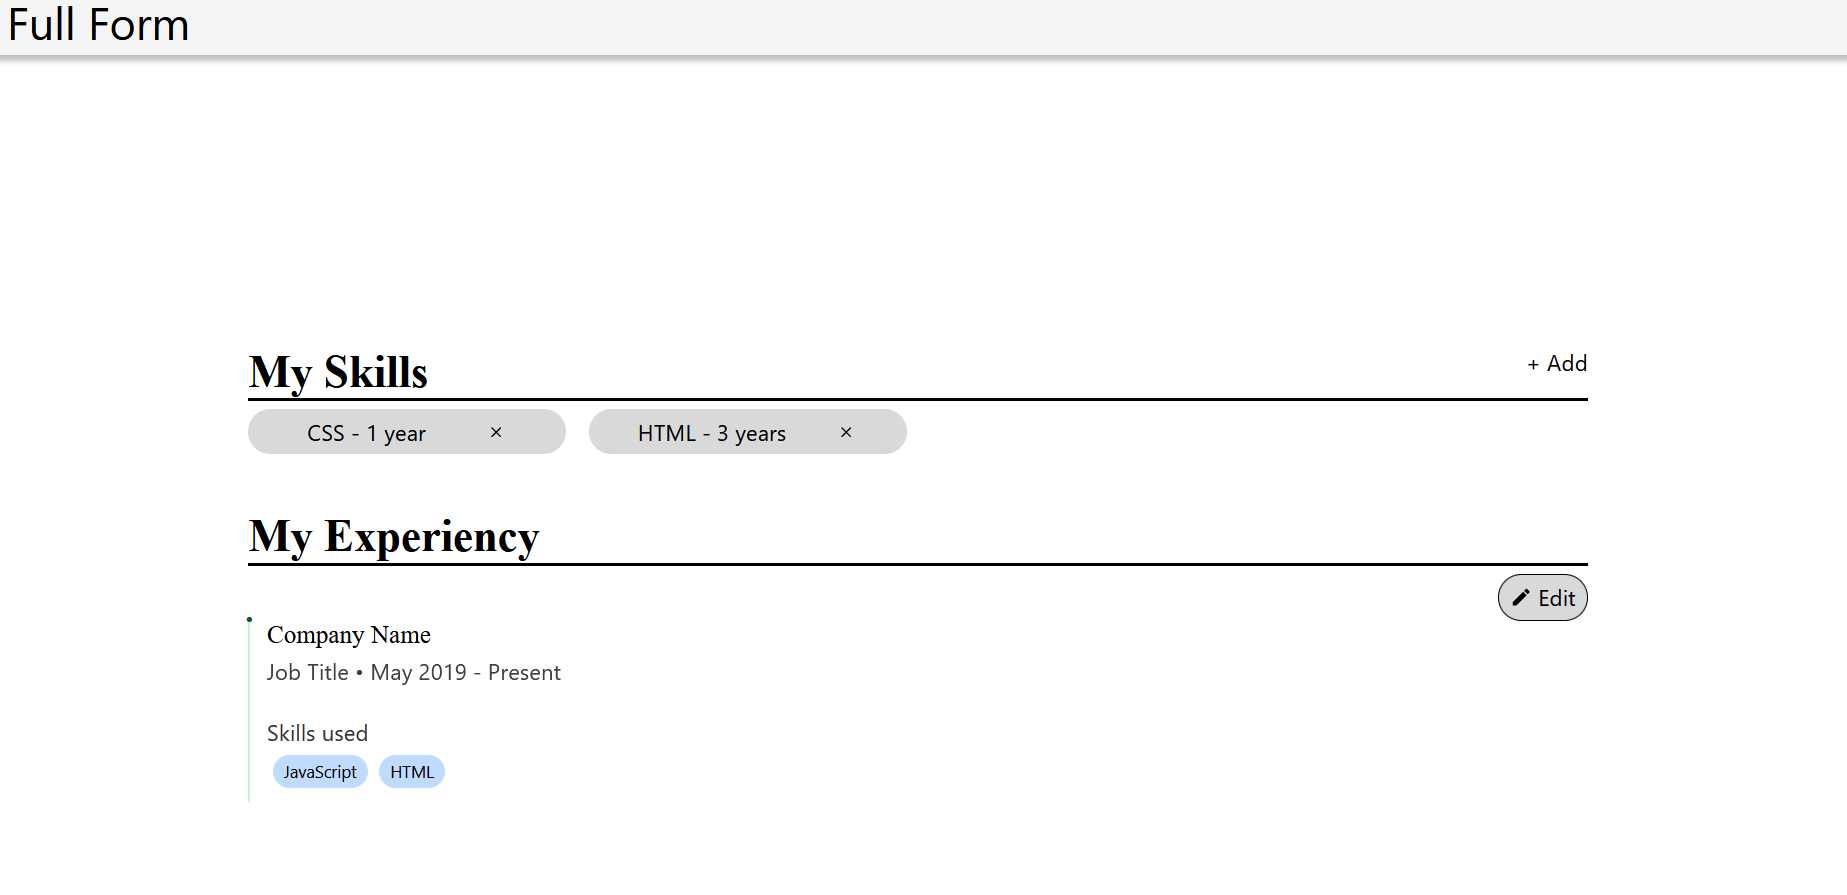 Full Form
My Skills
+ Add
CSS - 1 year ×
HTML - 3 years ×
My Experiency
Edit
Company Name
Job Title • May 2019 - Present
Skills used
JavaScript HTML